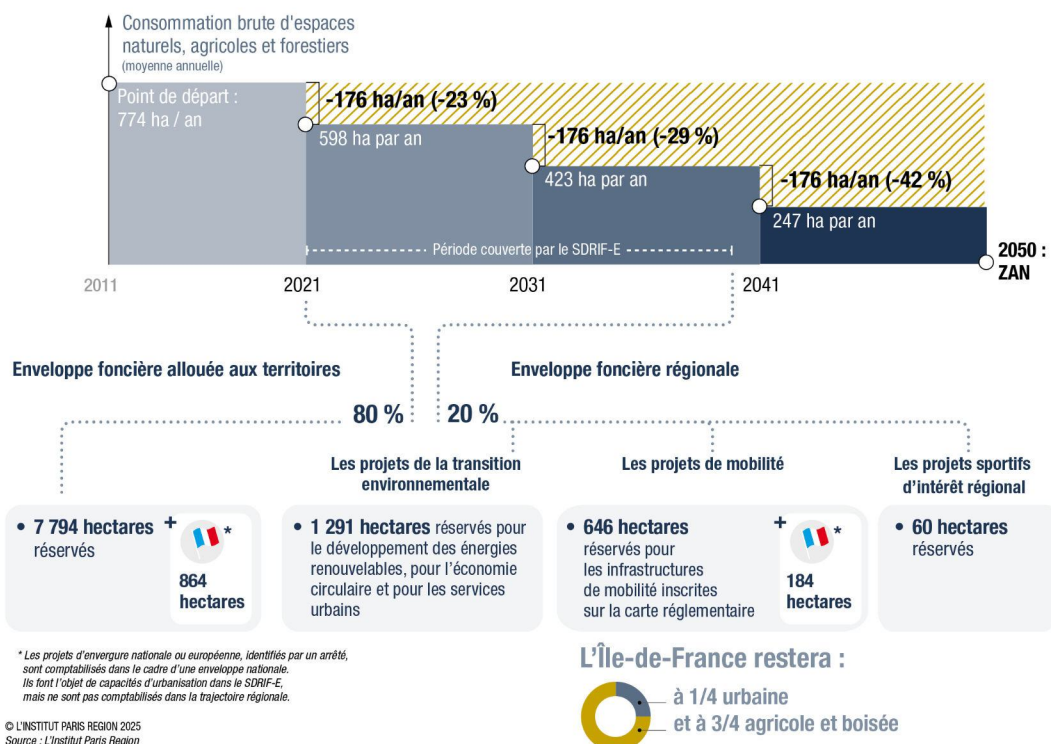 Consommation brute d'espaces
naturels, agricoles et forestiers
(moyenne annuelle)
Point de départ :
774 ha / an
-176 ha/an (-23 %)
598 ha par an
-176 ha/an (-29 %)
423 ha par an
-176 ha/an (-42 %)
247 ha par an
Période couverte par le SDRIF-E
2050 :
ZAN
2011
2021
2031
2041
Enveloppe foncière allouée aux territoires
Enveloppe foncière régionale
80 %
20 %
Les projets de la transition
environnementale
Les projets de mobilité
Les projets sportifs
d'intérêt régional
• 7 794 hectares
réservés
+
*
864
hectares
• 1 291 hectares réservés pour
le développement des énergies
renouvelables, pour l'économie
circulaire et pour les services
urbains
• 646 hectares
réservés pour
les infrastructures
de mobilité inscrites
sur la carte réglementaire
+
*
184
hectares
• 60 hectares
réservés
* Les projets d'envergure nationale ou européenne, identifiés par un arrêté,
sont comptabilisés dans le cadre d'une enveloppe nationale.
Ils font l'objet de capacités d'urbanisation dans le SDRIF-E,
mais ne sont pas comptabilisés dans la trajectoire régionale.
L'Île-de-France restera :
à 1/4 urbaine
et à 3/4 agricole et boisée
© L'INSTITUT PARIS REGION 2025
Source : L'Institut Paris Region